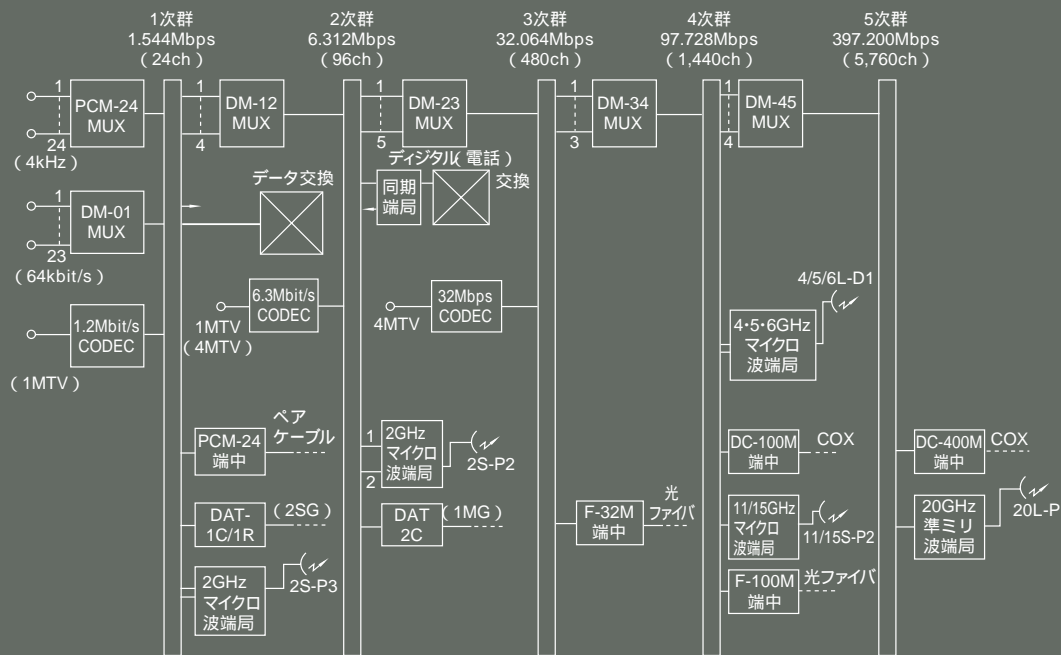 1次群
1.544Mbps
(24ch)
2次群
6.312Mbps
(96ch)
3次群
32.064Mbps
(480ch)
4次群
97.728Mbps
(1,440ch)
5次群
397.200Mbps
(5,760ch)
1
24
(4kHz)
PCM-24
MUX
1
4
DM-12
MUX
1
5
DM-23
MUX
1
3
DM-34
MUX
1
4
DM-45
MUX
1
23
(64kbit/s)
DM-01
MUX
データ交換
ディジタル(電話)
交換
同期
端局
(1MTV)
1.2Mbit/s
CODEC
1MTV
(4MTV)
6.3Mbit/s
CODEC
4MTV
32Mbps
CODEC
4/5/6L-D1
4・5・6GHz
マイクロ
波端局
PCM-24
端中
ペア
ケーブル
1
2
2GHz
マイクロ
波端局
2S-P2
DC-100M
端中
COX
DC-400M
端中
COX
DAT-
1C/1R
(2SG)
DAT
2C
(1MG)
F-32M
端中
光
ファイバ
11/15GHz
マイクロ
波端局
11/15S-P2
20GHz
準ミリ
波端局
20L-P
2GHz
マイクロ
波端局
2S-P3
F-100M
端中
光ファイバ